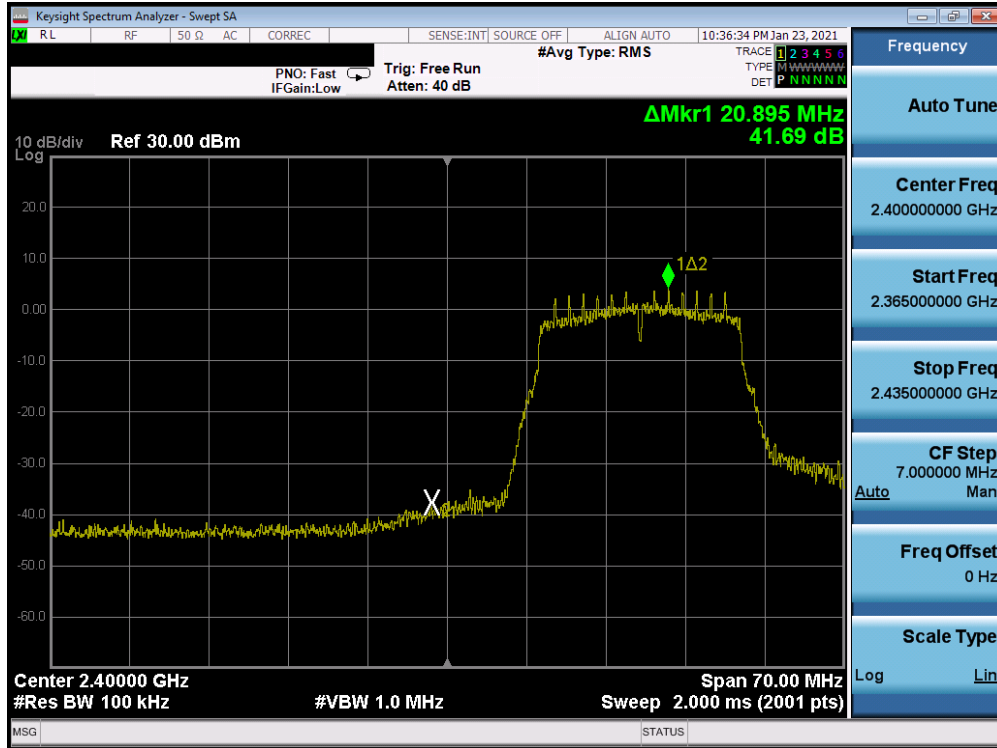 Keysight Spectrum Analyzer - Swept SA
LXI RL RF 50 Ω AC CORREC SENSE:INT SOURCE OFF ALIGN AUTO 10:36:34 PM Jan 23, 2021
#Avg Type: RMS
TRACE 1 2 3 4 5 6
TYPE M WWWWW
DET P N N N N N
PNO: Fast
IFGain:Low
Trig: Free Run
Atten: 40 dB
ΔMkr1 20.895 MHz
41.69 dB
10 dB/div
Log
Ref 30.00 dBm
20.0
10.0
0.00
-10.0
-20.0
-30.0
-40.0
-50.0
-60.0
1Δ2
X
Center 2.40000 GHz
#Res BW 100 kHz
#VBW 1.0 MHz
Span 70.00 MHz
Sweep 2.000 ms (2001 pts)
MSG
STATUS
Frequency
Auto Tune
Center Freq
2.400000000 GHz
Start Freq
2.365000000 GHz
Stop Freq
2.435000000 GHz
CF Step
7.000000 MHz
Auto Man
Freq Offset
0 Hz
Scale Type
Log Lin